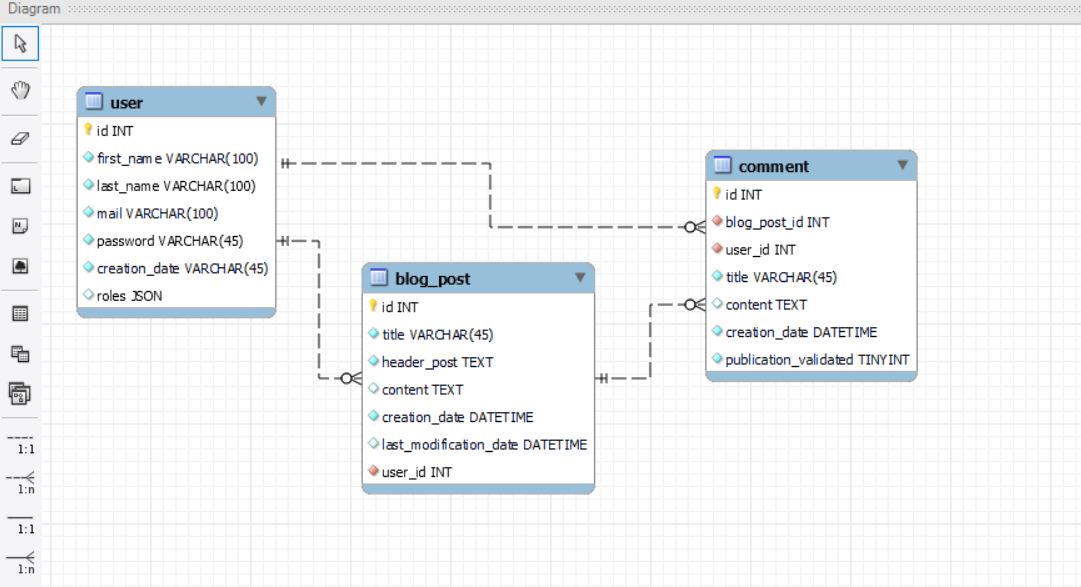 Diagram
user
id INT
first_name VARCHAR(100)
last_name VARCHAR(100)
mail VARCHAR(100)
password VARCHAR(45)
creation_date VARCHAR(45)
roles JSON
blog_post
id INT
title VARCHAR(45)
header_post TEXT
content TEXT
creation_date DATETIME
last_modification_date DATETIME
user_id INT
comment
id INT
blog_post_id INT
user_id INT
title VARCHAR(45)
content TEXT
creation_date DATETIME
publication_validated TINYINT
1:1
1:n
1:1
1:n